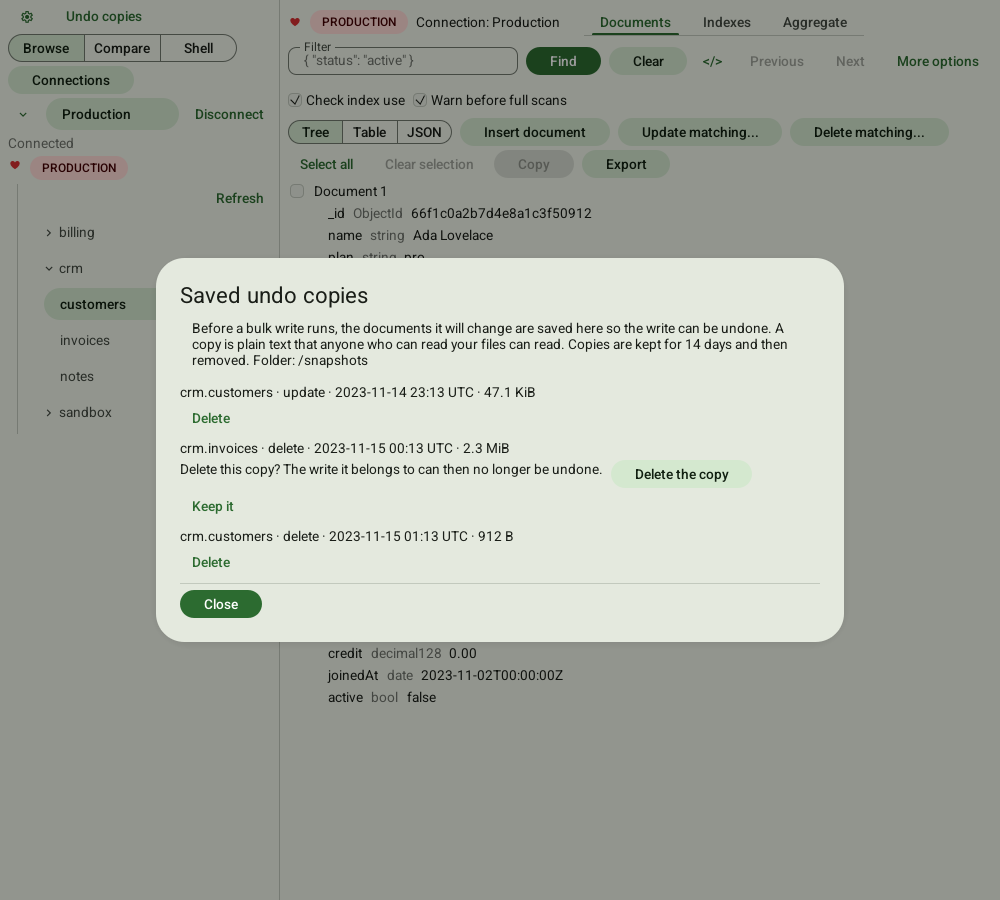 Undo copies
Browse Compare Shell
Connections
Production Disconnect
Connected
PRODUCTION
Refresh
billing
crm
customers
invoices
notes
sandbox
PRODUCTION Connection: Production Documents Indexes Aggregate
Filter
{ "status": "active" } Find Clear </> Previous Next More options
Check index use Warn before full scans
Tree Table JSON Insert document Update matching... Delete matching...
Select all Clear selection Copy Export
Document 1
_id ObjectId 66f1c0a2b7d4e8a1c3f50912
name string Ada Lovelace
plan string pro
Saved undo copies
Before a bulk write runs, the documents it will change are saved here so the write can be undone. A
copy is plain text that anyone who can read your files can read. Copies are kept for 14 days and then
removed. Folder: /snapshots
crm.customers · update · 2023-11-14 23:13 UTC · 47.1 KiB
Delete
crm.invoices · delete · 2023-11-15 00:13 UTC · 2.3 MiB
Delete this copy? The write it belongs to can then no longer be undone. Delete the copy
Keep it
crm.customers · delete · 2023-11-15 01:13 UTC · 912 B
Delete
Close
credit decimal128 0.00
joinedAt date 2023-11-02T00:00:00Z
active bool false